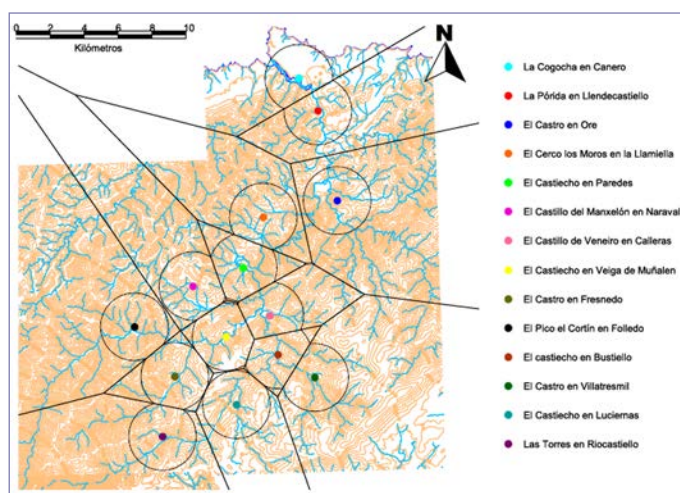 0 2 4 6 8 10
Kilómetros
N
La Cogocha en Canero
La Pórida en Llendecastiello
El Castro en Ore
El Cerco los Moros en la Llamiella
El Castiecho en Paredes
El Castillo del Manxelón en Naraval
El Castillo de Veneiro en Calleras
El Castiecho en Veiga de Muñalen
El Castro en Fresnedo
El Pico el Cortín en Folledo
El castiecho en Bustiello
El Castro en Villatresmil
El Castiecho en Luciernas
Las Torres en Riocastiello